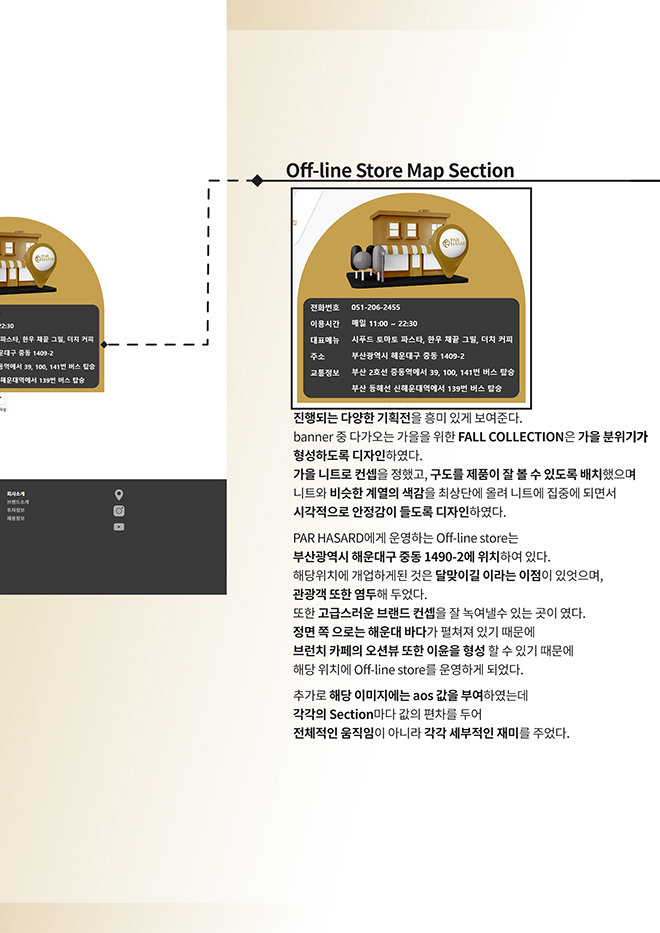 Off-line Store Map Section
PAR
HASARD
전화번호 051-206-2455
이용시간 매일 11:00 ~ 22:30
대표메뉴 시푸드 토마토 파스타, 한우 채끝 그릴, 더치 커피
주소 부산광역시 해운대구 중동 1409-2
교통정보 부산 2호선 중동역에서 39, 100, 141번 버스 탑승
부산 동해선 신해운대역에서 139번 버스 탑승
PAR
HASARD
22:30
파스타, 한우 채끝 그릴, 더치 커피
운대구 중동 1409-2
동역에서 39, 100, 141번 버스 탑승
해운대역에서 139번 버스 탑승
회사소개
브랜드소개
투자정보
채용정보
진행되는 다양한 기획전을 흥미 있게 보여준다.
banner 중 다가오는 가을을 위한 FALL COLLECTION은 가을 분위기가
형성하도록 디자인하였다.
가을 니트로 컨셉을 정했고, 구도를 제품이 잘 볼 수 있도록 배치했으며
니트와 비슷한 계열의 색감을 최상단에 올려 니트에 집중에 되면서
시각적으로 안정감이 들도록 디자인하였다.
PAR HASARD에게 운영하는 Off-line store는
부산광역시 해운대구 중동 1490-2에 위치하여 있다.
해당위치에 개업하게된 것은 달맞이길 이라는 이점이 있엇으며,
관광객 또한 염두해 두었다.
또한 고급스러운 브랜드 컨셉을 잘 녹여낼수 있는 곳이 였다.
정면 쪽 으로는 해운대 바다가 펼쳐져 있기 때문에
브런치 카페의 오션뷰 또한 이윤을 형성 할 수 있기 때문에
해당 위치에 Off-line store를 운영하게 되었다.
추가로 해당 이미지에는 aos 값을 부여하였는데
각각의 Section마다 값의 편차를 두어
전체적인 움직임이 아니라 각각 세부적인 재미를 주었다.